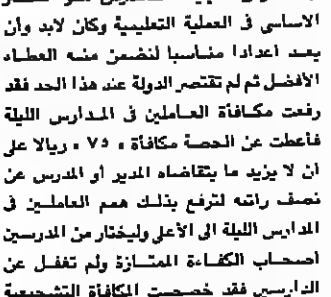 الاساسى فى العملية التعليمية وكان لابد وأن
يعد اعدادا مناسبا لنضمن منه العطاء
الأفضل ثم لم تقتصر الدولة عند هذا الحد فقد
رفعت مكافأة العاملين فى المدارس الليلة
فأعطت عن الحصة مكافأة « ٧٥ » ريالا على
ان لا يزيد ما يتقاضاه المدير أو المدرس عن
نصف راتبه لترفع بذلك همم العاملين فى
المدارس الليلة الى الأعلى وليختار من المدرسين
أصحاب الكفاءة الممتازة ولم تغفل عن
الدارسين فقد خصصت المكافأة التشجيعية